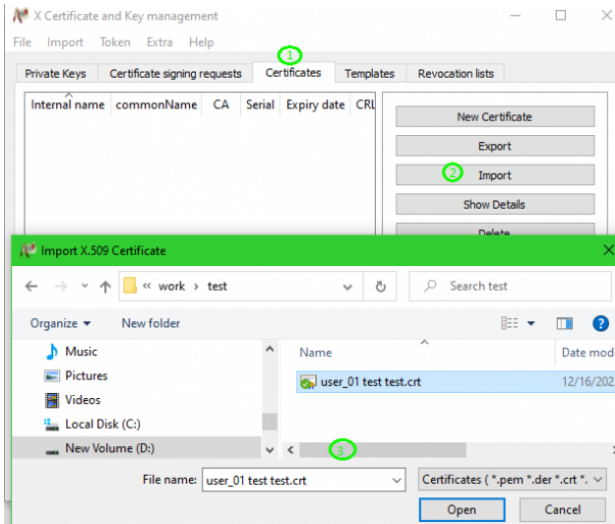 X Certificate and Key management
File Import Token Extra Help
1
Private Keys Certificate signing requests Certificates Templates Revocation lists
Internal name commonName CA Serial Expiry date CRL
New Certificate
Export
2 Import
Show Details
Delete
Import X.509 Certificate
« work › test
Search test
Organize New folder
Music
Pictures
Videos
Local Disk (C:)
New Volume (D:)
Name Date mod
user_01 test test.crt 12/16/202
3
File name: user_01 test test.crt Certificates ( *.pem *.der *.crt *.
Open Cancel